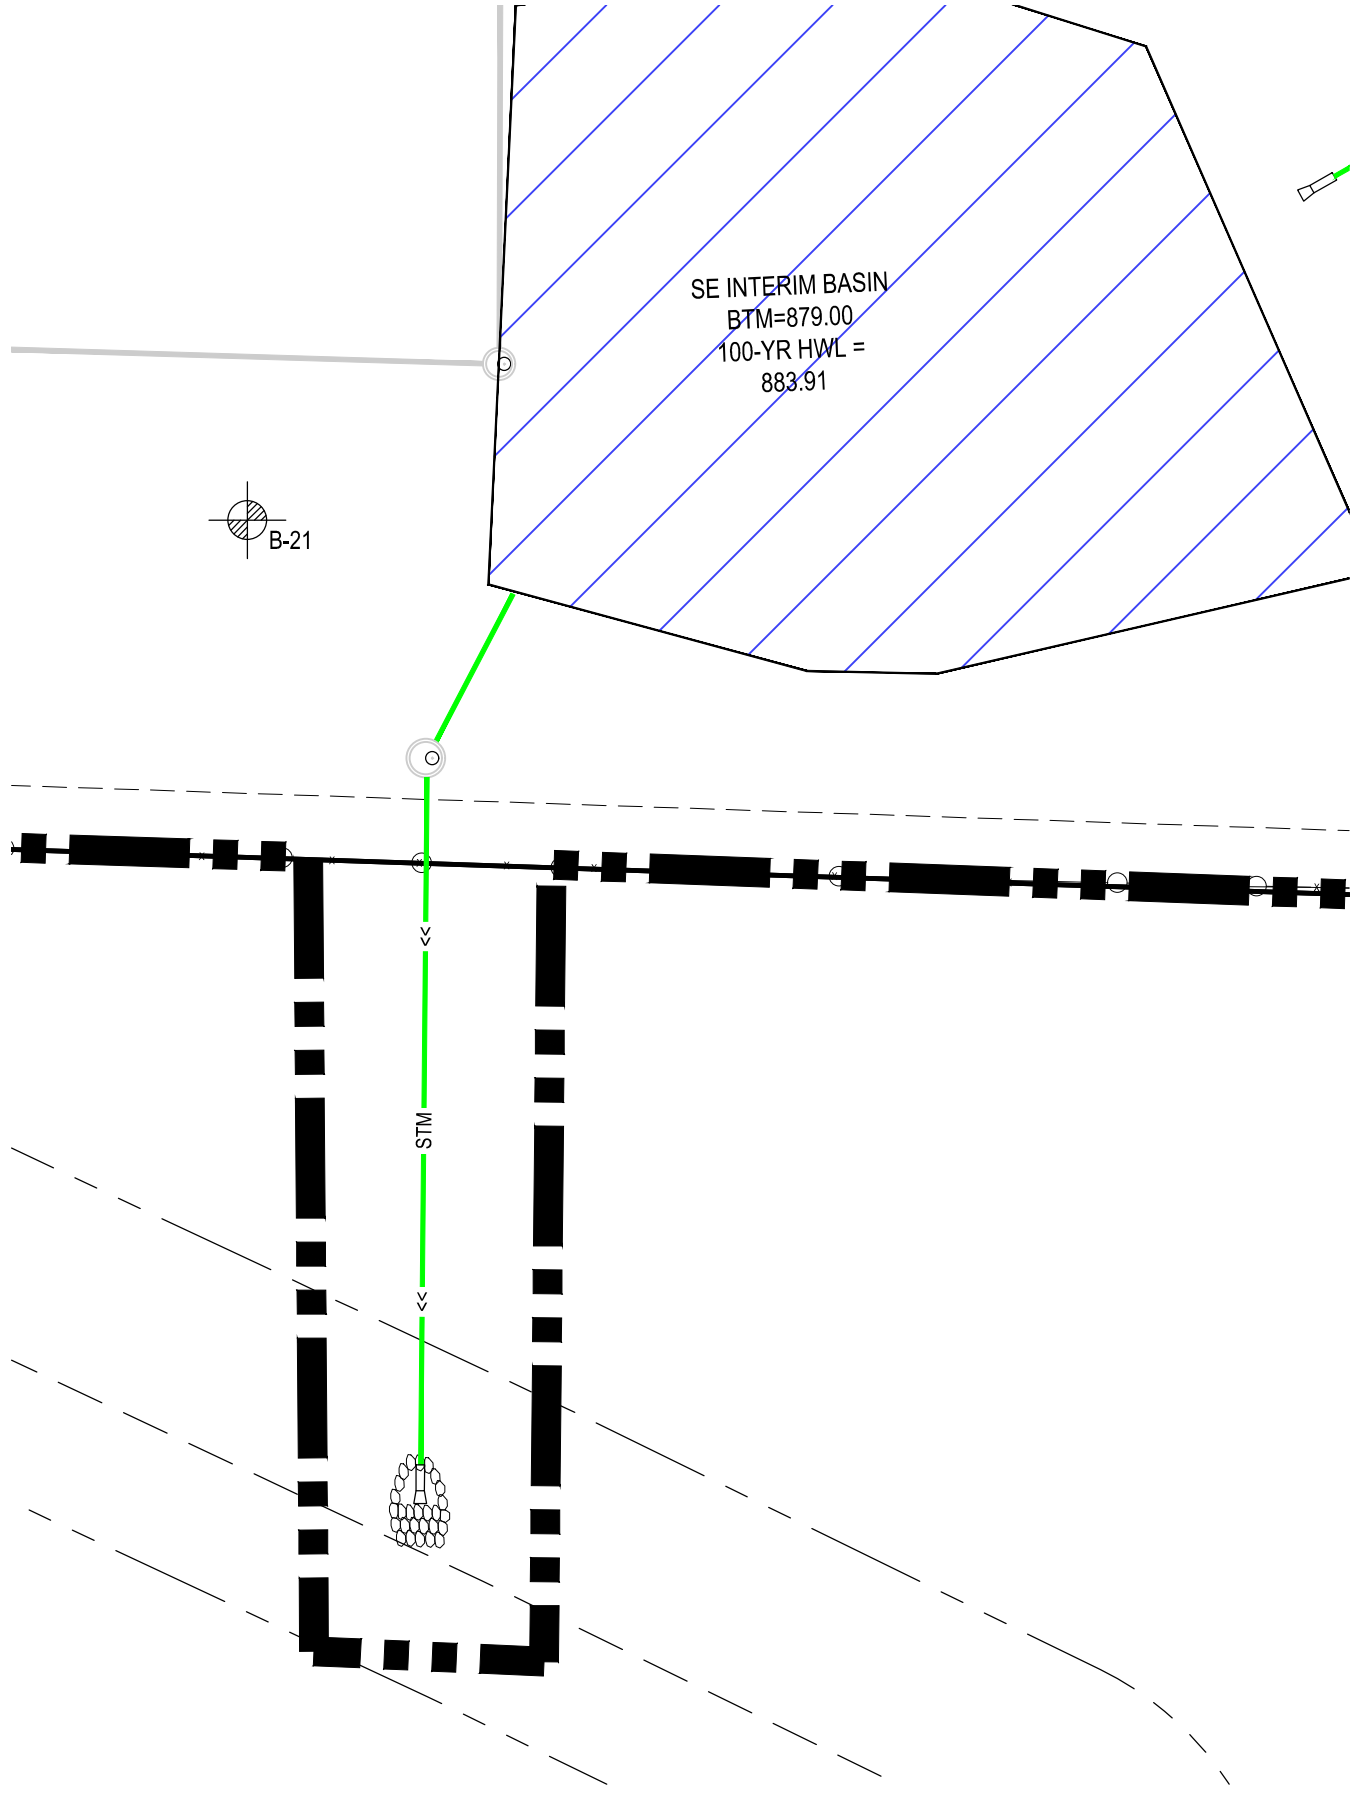 SE INTERIM BASIN
BTM=879.00
100-YR HWL =
883.91
B-21
STM